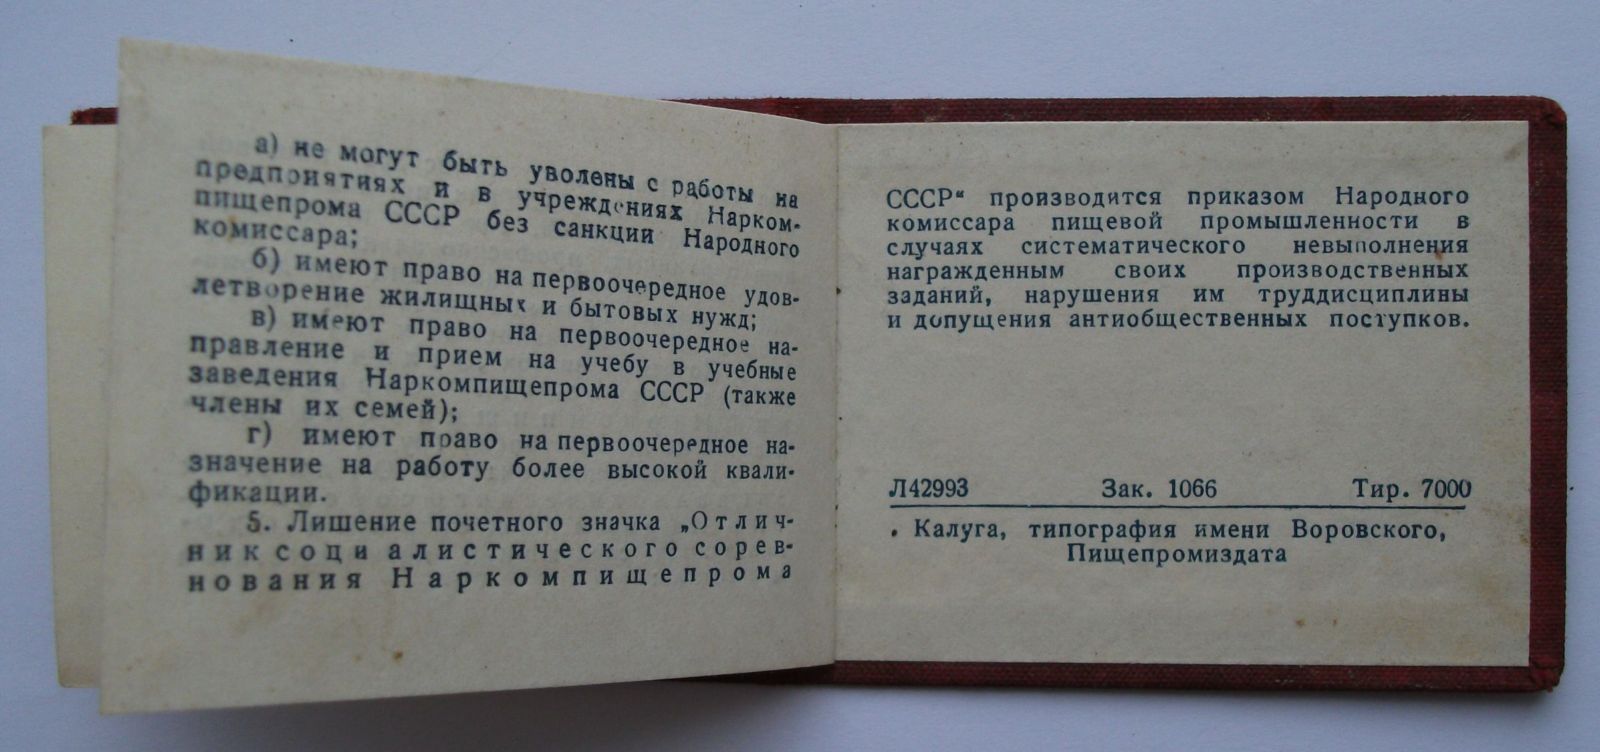 а) не могут быть уволены с работы на
предприятиях и в учреждениях Нарком-
пищепрома СССР без санкции Народного
комиссара;
б) имеют право на первоочередное удов-
летворение жилищных и бытовых нужд;
в) имеют право на первоочередное на-
правление и прием на учебу в учебные
заведения Наркомпищепрома СССР (также
члены их семей);
г) имеют право на первоочередное на-
значение на работу более высокой квали-
фикации.
5. Лишение почетного значка „Отлич-
ник социалистического сорев-
нования Наркомпищепрома
СССР“ производится приказом Народного
комиссара пищевой промышленности в
случаях систематического невыполнения
награжденным своих производственных
заданий, нарушения им труддисциплины
и допущения антиобщественных поступков.
Л42993 Зак. 1066 Тир. 7000
Калуга, типография имени Воровского,
Пищепромиздата